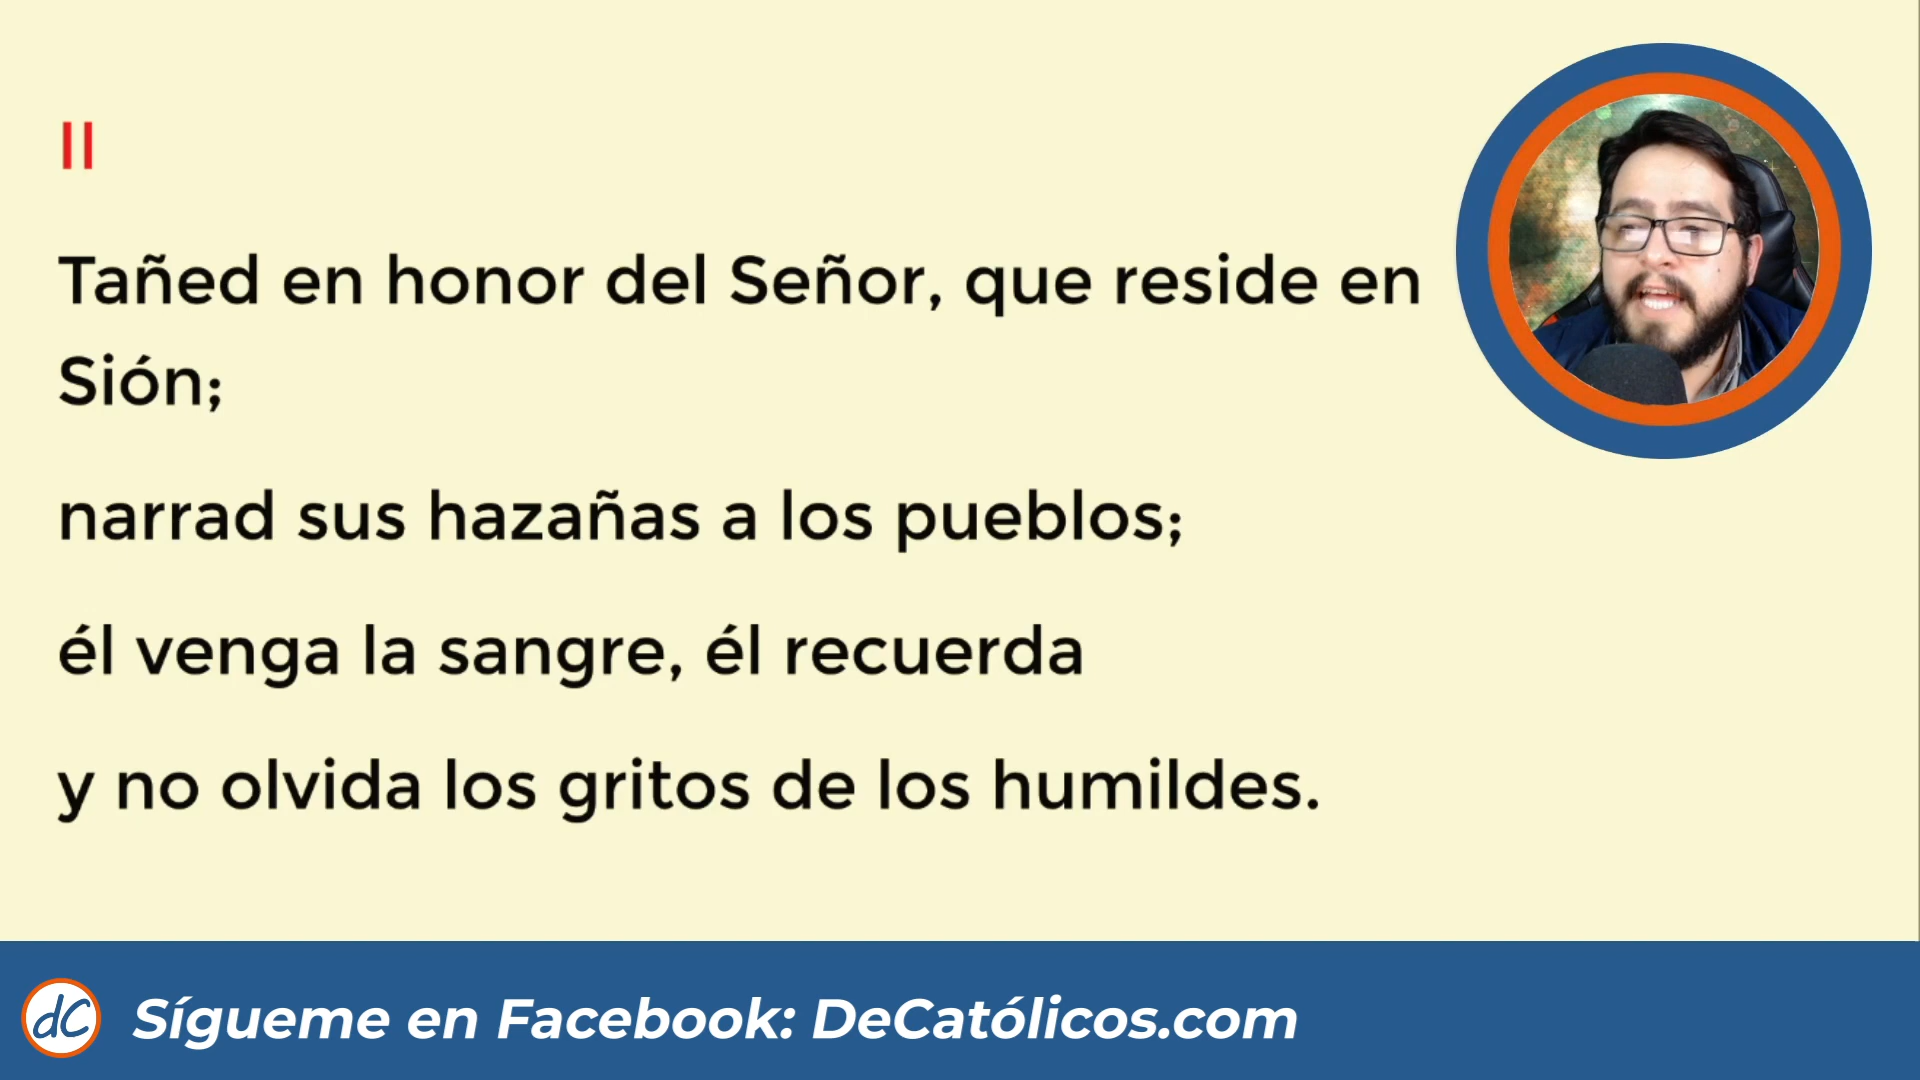 II
Tañed en honor del Señor, que reside en
Sión;
narrad sus hazañas a los pueblos;
él venga la sangre, él recuerda
y no olvida los gritos de los humildes.
dC Sígueme en Facebook: DeCatólicos.com